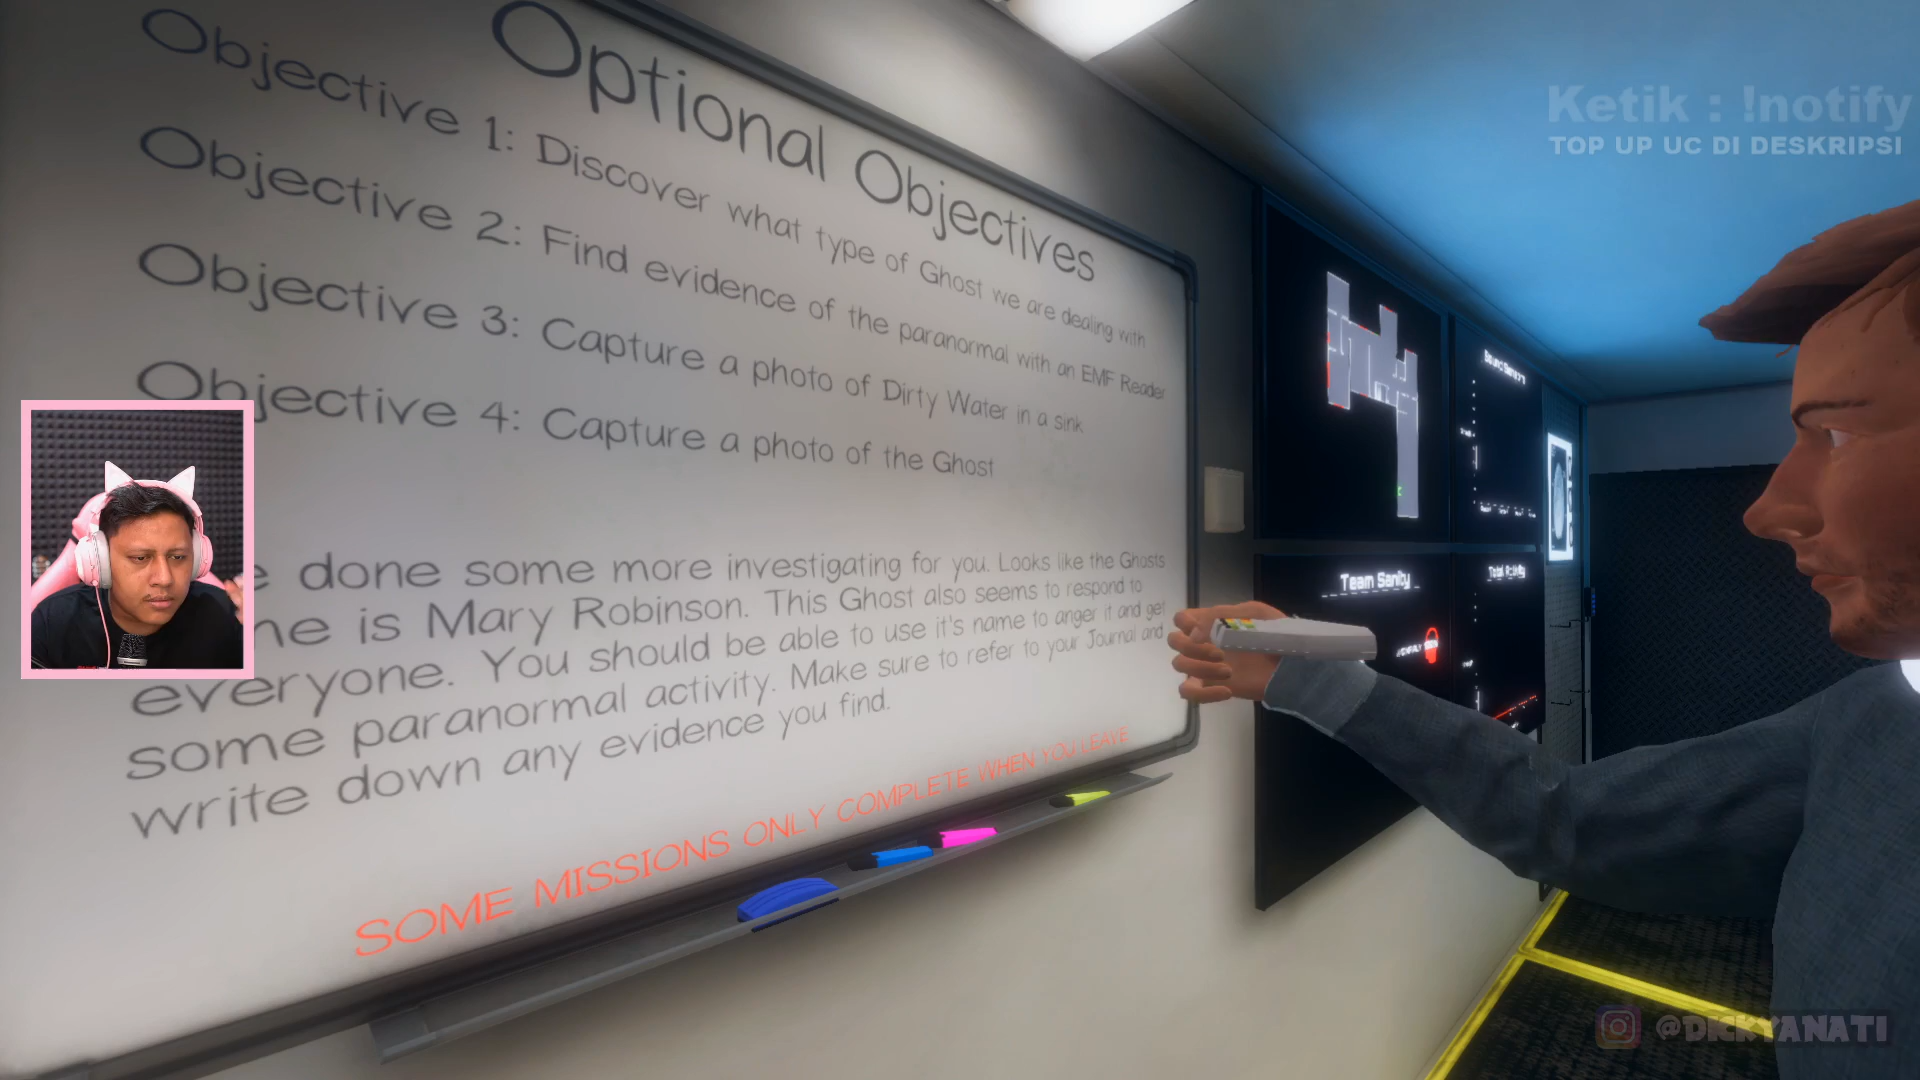 Optional Objectives
Objective 1: Discover what type of Ghost we are dealing with
Objective 2: Find evidence of the paranormal with an EMF Reader
Objective 3: Capture a photo of Dirty Water in a sink
Objective 4: Capture a photo of the Ghost
done some more investigating for you. Looks like the Ghosts
is Mary Robinson. This Ghost also seems to respond to
everyone. You should be able to use it's name to anger it and get
some paranormal activity. Make sure to refer to your Journal and
write down any evidence you find.
SOME MISSIONS ONLY COMPLETE WHEN YOU LEAVE
Ketik : !notify
TOP UP UC DI DESKRIPSI
Team Sanity
Total Activity
@DICKYANATI